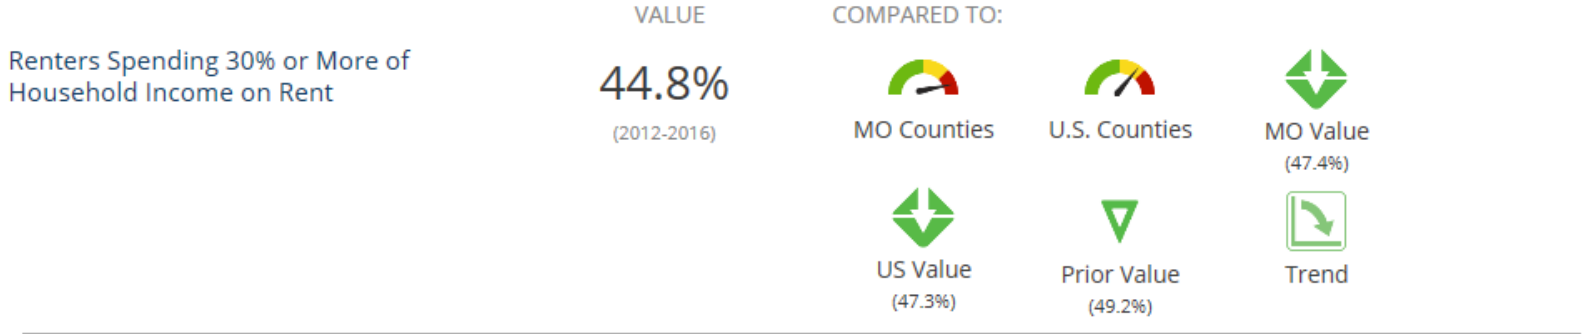 VALUE
COMPARED TO:
Renters Spending 30% or More of
Household Income on Rent
44.8%
(2012-2016)
MO Counties
U.S. Counties
MO Value
(47.4%)
US Value
(47.3%)
Prior Value
(49.2%)
Trend